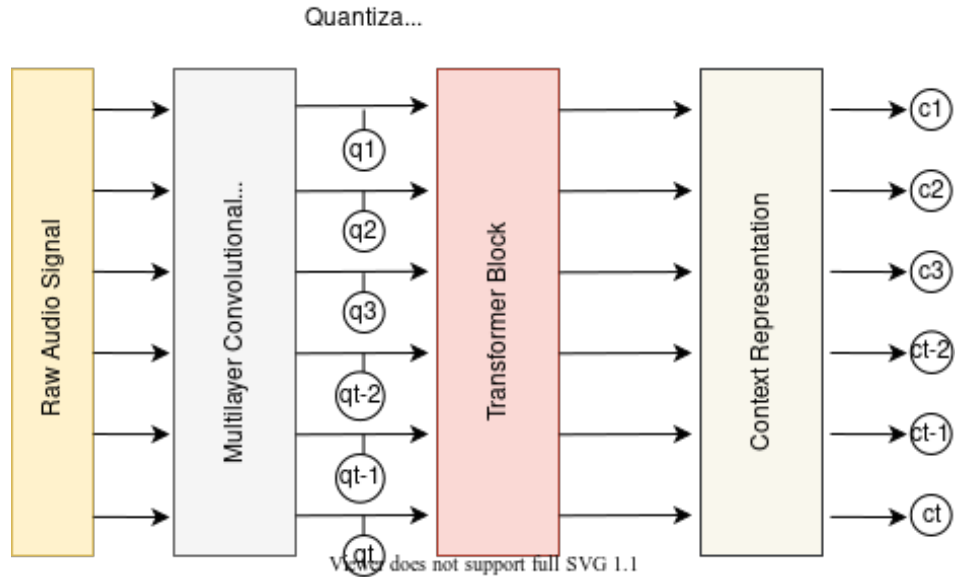 Quantiza...
Raw Audio Signal
Multilayer Convolutional...
q1
q2
q3
qt-2
qt-1
qt
Transformer Block
Context Representation
c1
c2
c3
ct-2
ct-1
ct
Viewer does not support full SVG 1.1